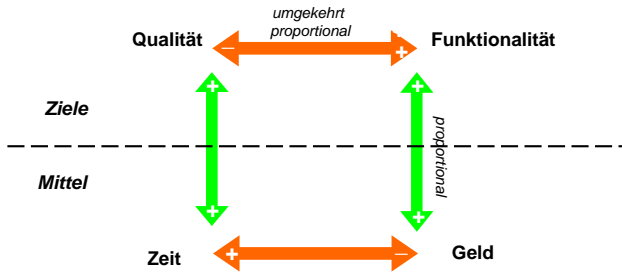 umgekehrt
proportional
Qualität
Funktionalität
–
+
+
+
+
Ziele
proportional
Mittel
+
+
+
–
Zeit
Geld